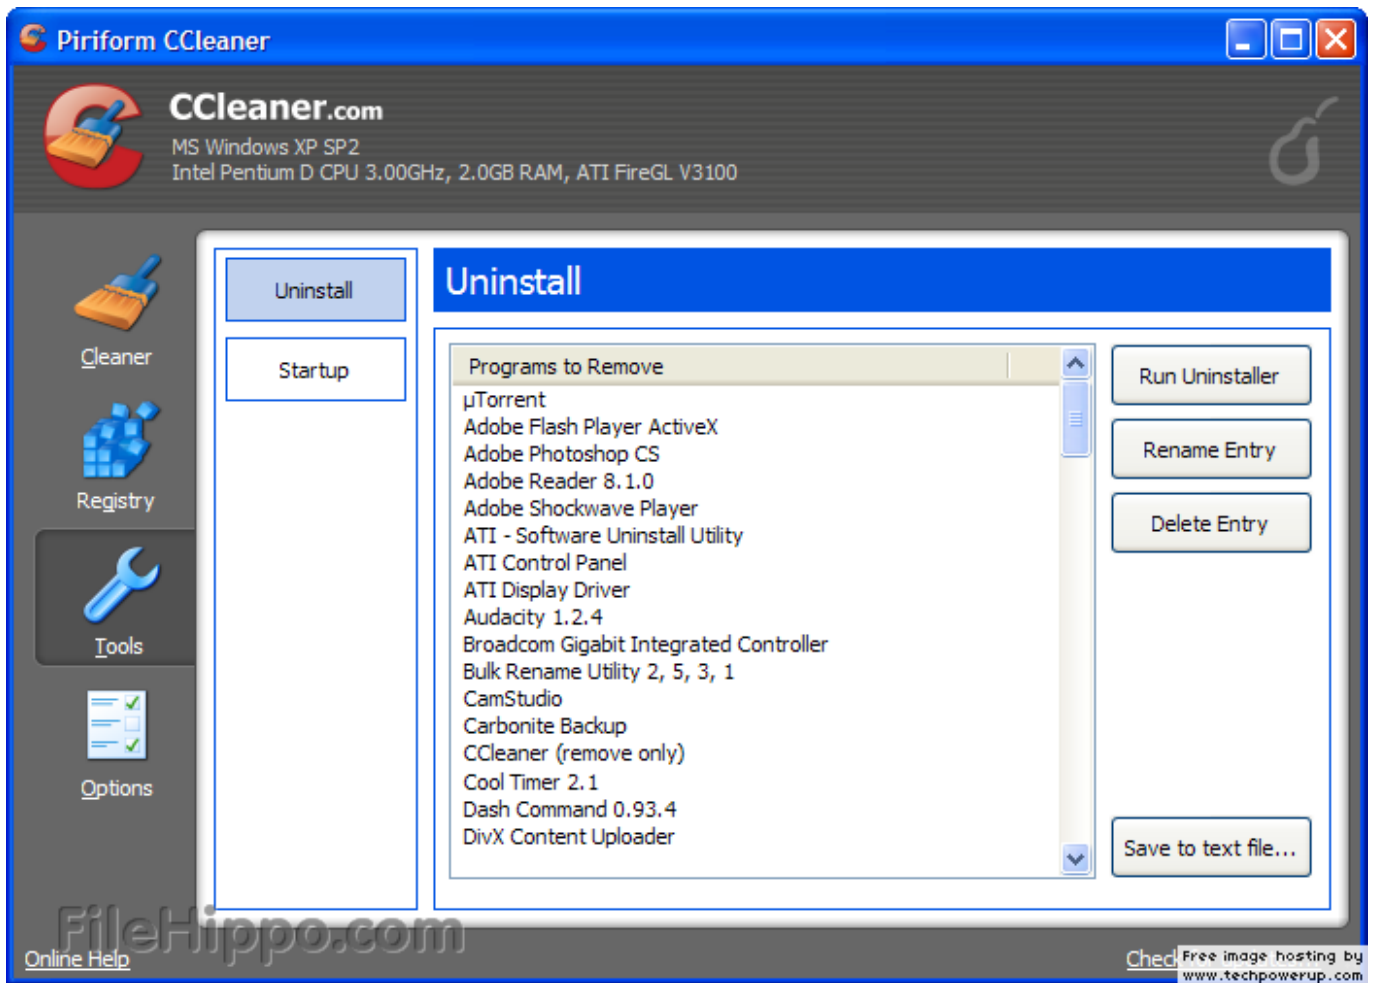 Piriform CCleaner
CCleaner.com
MS Windows XP SP2
Intel Pentium D CPU 3.00GHz, 2.0GB RAM, ATI FireGL V3100
Cleaner
Registry
Tools
Options
Uninstall
Startup
Uninstall
Programs to Remove
µTorrent
Adobe Flash Player ActiveX
Adobe Photoshop CS
Adobe Reader 8.1.0
Adobe Shockwave Player
ATI - Software Uninstall Utility
ATI Control Panel
ATI Display Driver
Audacity 1.2.4
Broadcom Gigabit Integrated Controller
Bulk Rename Utility 2, 5, 3, 1
CamStudio
Carbonite Backup
CCleaner (remove only)
Cool Timer 2.1
Dash Command 0.93.4
DivX Content Uploader
Run Uninstaller
Rename Entry
Delete Entry
Save to text file...
FileHippo.com
Online Help
Check
Free image hosting by
www.techpowerup.com